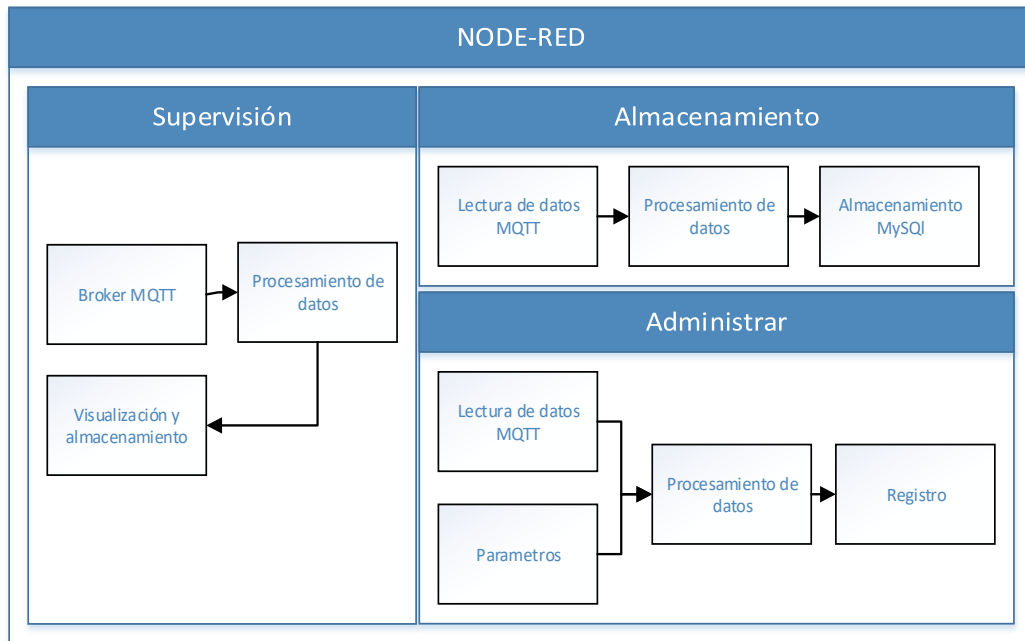 NODE-RED
Supervisión
Broker MQTT
Procesamiento de
datos
Visualización y
almacenamiento
Almacenamiento
Lectura de datos
MQTT
Procesamiento de
datos
Almacenamiento
MySQl
Administrar
Lectura de datos
MQTT
Parametros
Procesamiento de
datos
Registro